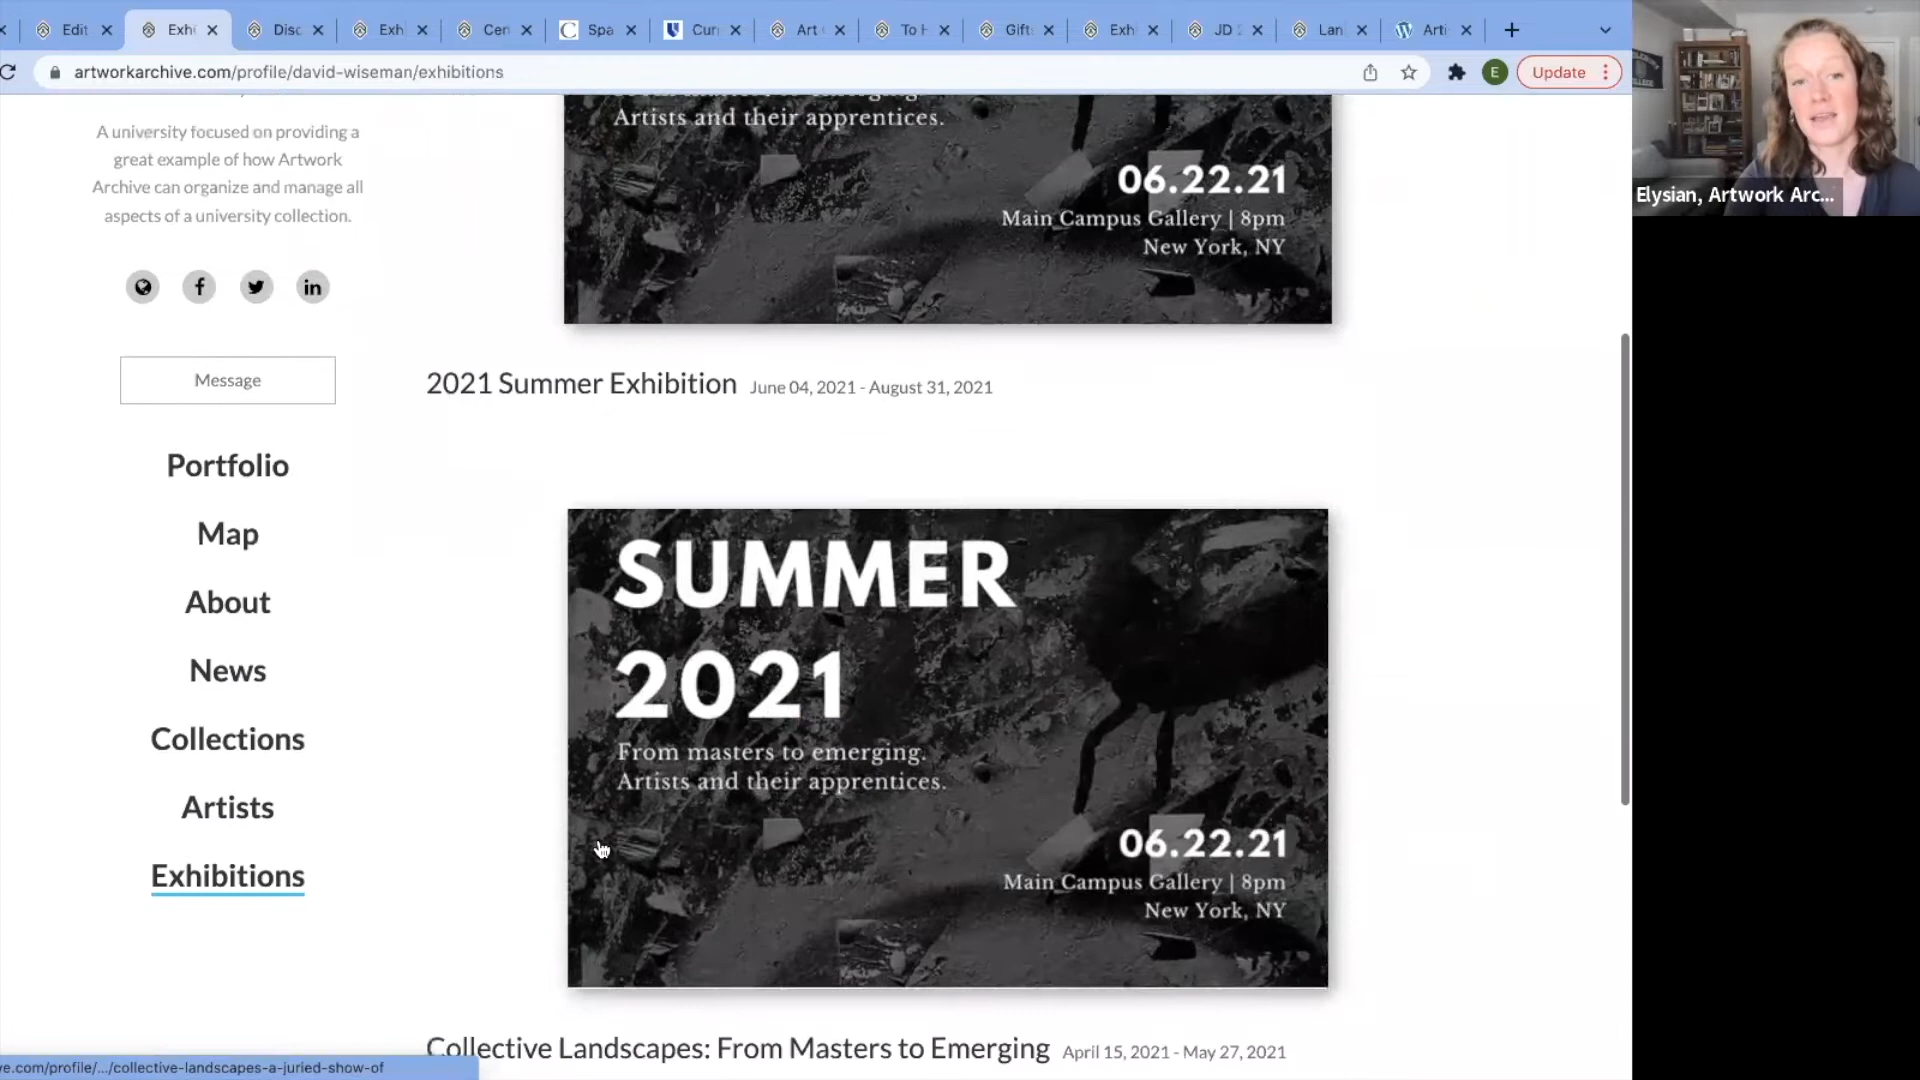 Edit
Exh
Disc
Exh
Cen
C
Spa
Curr
Art
To H
Gift
Exh
JD
Lan
Arti
artworkarchive.com/profile/david-wiseman/exhibitions
E
Update
Elysian, Artwork Arc...
A university focused on providing a
great example of how Artwork
Archive can organize and manage all
aspects of a university collection.
Message
Portfolio
Map
About
News
Collections
Artists
Exhibitions
Artists and their apprentices.
06.22.21
Main Campus Gallery | 8pm
New York, NY
2021 Summer Exhibition June 04, 2021 - August 31, 2021
SUMMER
2021
From masters to emerging.
Artists and their apprentices.
06.22.21
Main Campus Gallery | 8pm
New York, NY
Collective Landscapes: From Masters to Emerging April 15, 2021 - May 27, 2021
ve.com/profile/.../collective-landscapes-a-juried-show-of